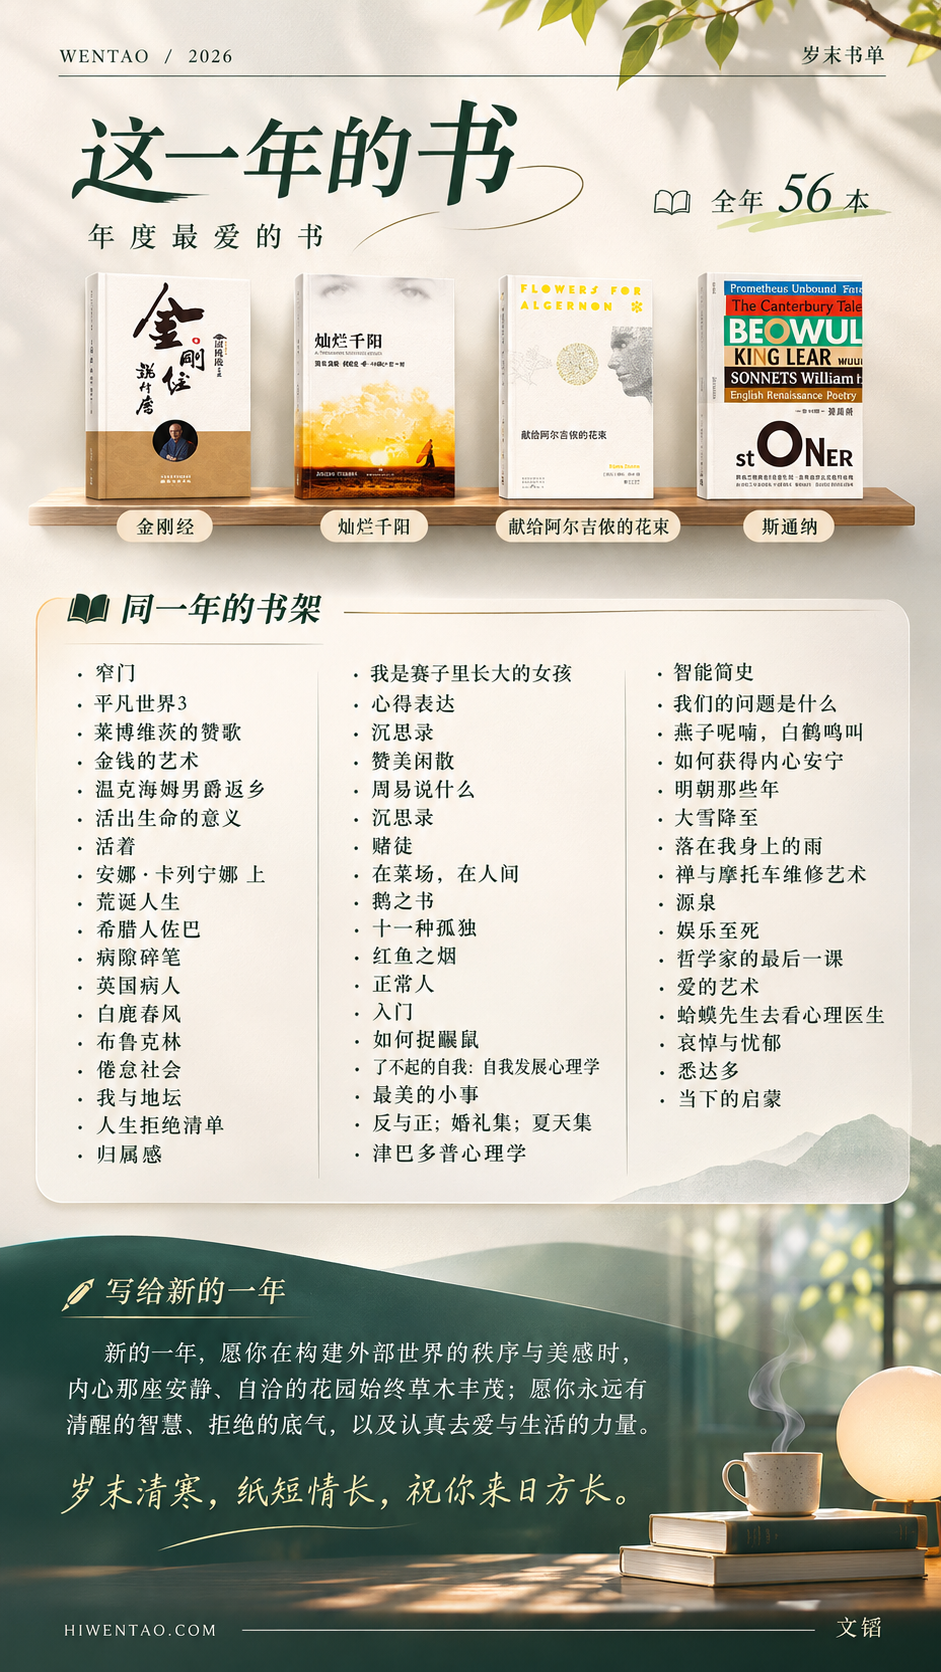 WENTAO / 2026
岁末书单
这一年的书
年度最爱的书
全年 56 本
金
刚
经
说什么
灿烂千阳
FLOWERS FOR
ALGERNON
献给阿尔吉侬的花束
Prometheus Unbound
The Canterbury Tale
BEOWUL
KING LEAR
SONNETS William
English Renaissance Poetry
stONER
金刚经
灿烂千阳
献给阿尔吉侬的花束
斯通纳
同一年的书架
· 窄门
· 平凡世界3
· 莱博维茨的赞歌
· 金钱的艺术
· 温克海姆男爵返乡
· 活出生命的意义
· 活着
· 安娜·卡列宁娜 上
· 荒诞人生
· 希腊人佐巴
· 病隙碎笔
· 英国病人
· 白鹿春风
· 布鲁克林
· 倦怠社会
· 我与地坛
· 人生拒绝清单
· 归属感
· 我是赛子里长大的女孩
· 心得表达
· 沉思录
· 赞美闲散
· 周易说什么
· 沉思录
· 赌徒
· 在菜场，在人间
· 鹅之书
· 十一种孤独
· 红鱼之烟
· 正常人
· 入门
· 如何捉鼹鼠
· 了不起的自我：自我发展心理学
· 最美的小事
· 反与正；婚礼集；夏天集
· 津巴多普心理学
· 智能简史
· 我们的问题是什么
· 燕子呢喃，白鹤鸣叫
· 如何获得内心安宁
· 明朝那些年
· 大雪降至
· 落在我身上的雨
· 禅与摩托车维修艺术
· 源泉
· 娱乐至死
· 哲学家的最后一课
· 爱的艺术
· 蛤蟆先生去看心理医生
· 哀悼与忧郁
· 悉达多
· 当下的启蒙
写给新的一年
新的一年，愿你在构建外部世界的秩序与美感时，
内心那座安静、自洽的花园始终草木丰茂；愿你永远有
清醒的智慧、拒绝的底气，以及认真去爱与生活的力量。
岁末清寒，纸短情长，祝你来日方长。
HIWENTAO.COM
文韬